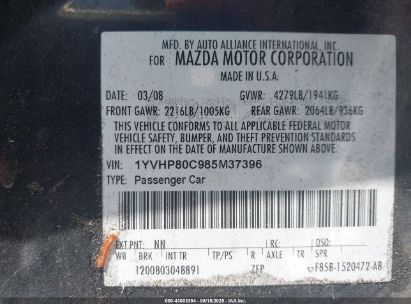 MFD. BY AUTO ALLIANCE INTERNATIONAL, INC.
FOR MAZDA MOTOR CORPORATION
MADE IN U.S.A.
DATE: 03/08 GVWR: 4279LB/1941KG
FRONT GAWR: 2216LB/1005KG REAR GAWR: 2064LB/936KG
THIS VEHICLE CONFORMS TO ALL APPLICABLE FEDERAL MOTOR
VEHICLE SAFETY, BUMPER, AND THEFT PREVENTION STANDARDS
IN EFFECT ON THE DATE OF MANUFACTURE SHOWN ABOVE.
VIN: 1YVHP80C985M37396
TYPE: Passenger Car
EXT PNT: NN RC: DSO:
WB BRK INT TR TP/PS R AXLE TR SPR
1200803048891 F85B-1520472-AB